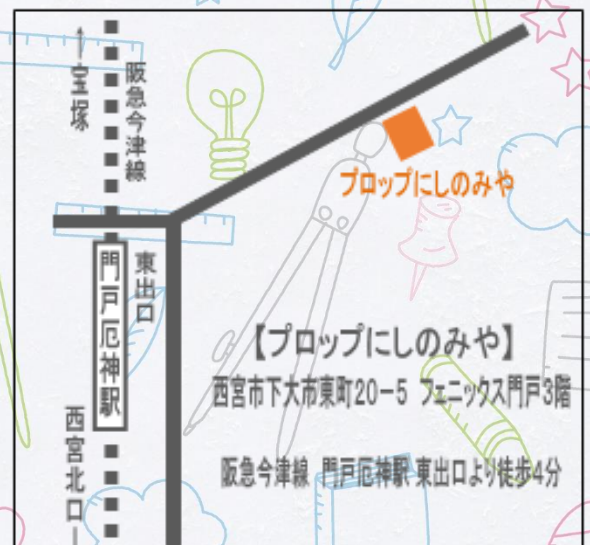 ↑宝塚
阪急今津線
プロップにしのみや
東出口
門戸厄神駅
【プロップにしのみや】
西宮市下大市東町20-5 フェニックス門戸3階
西宮北口
阪急今津線 門戸厄神駅 東出口より徒歩4分